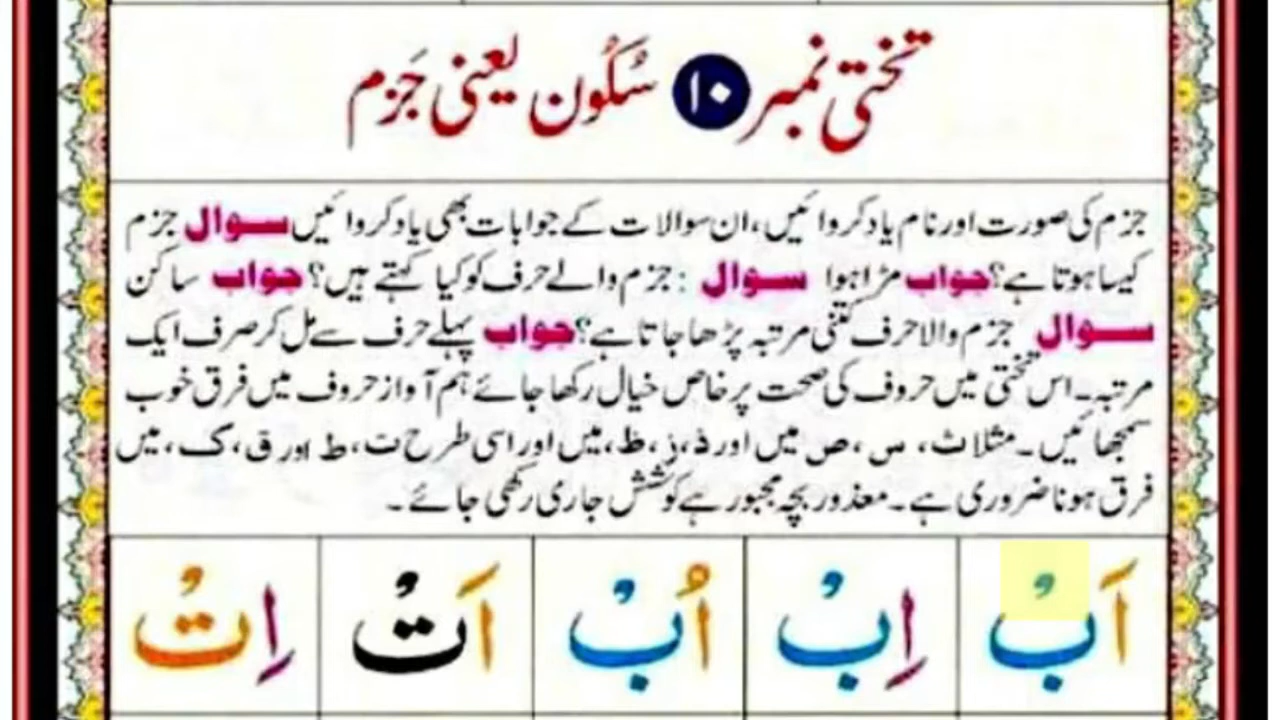 تختی نمبر ۱۰ سُکُون یعنی جَزم
جزم کی صورت اور نام یاد کروائیں، ان سوالات کے جوابات بھی یاد کروائیں سوال جزم
کیسا ہوتا ہے؟ جواب مڑا ہوا سوال : جزم والے حرف کو کیا کہتے ہیں؟ جواب ساکن
سوال جزم والا حرف کتنی مرتبہ پڑھا جاتا ہے؟ جواب پہلے حرف سے مل کر صرف ایک
مرتبہ۔ اس تختی میں حروف کی صحت پر خاص خیال رکھا جائے ہم آواز حروف میں فرق خوب
سمجھائیں۔ مثلا ث، س، ص میں اور ذ، ز، ظ، میں اور اسی طرح ت، ط اور ق، ک، میں
فرق ہونا ضروری ہے۔ معذور بچہ مجبور ہے کوشش جاری رکھی جائے۔
اَبْ اِبْ اُبْ اَتْ اِتْ